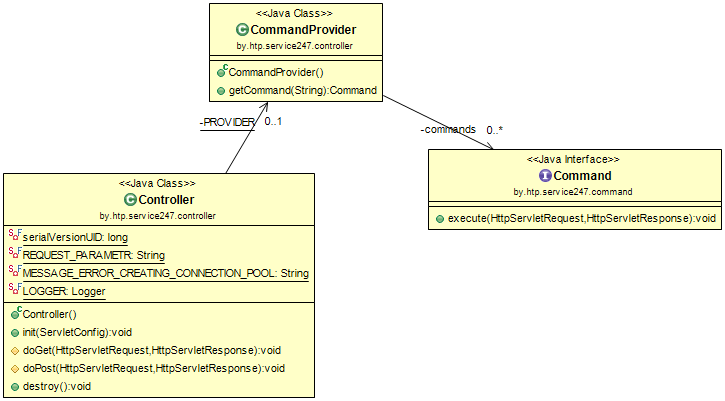 <<Java Class>>
CommandProvider
by.htp.service247.controller
CommandProvider()
getCommand(String):Command
-PROVIDER 0..1
-commands 0..*
<<Java Interface>>
Command
by.htp.service247.command
execute(HttpServletRequest,HttpServletResponse):void
<<Java Class>>
Controller
by.htp.service247.controller
serialVersionUID: long
REQUEST_PARAMETR: String
MESSAGE_ERROR_CREATING_CONNECTION_POOL: String
LOGGER: Logger
Controller()
init(ServletConfig):void
doGet(HttpServletRequest,HttpServletResponse):void
doPost(HttpServletRequest,HttpServletResponse):void
destroy():void